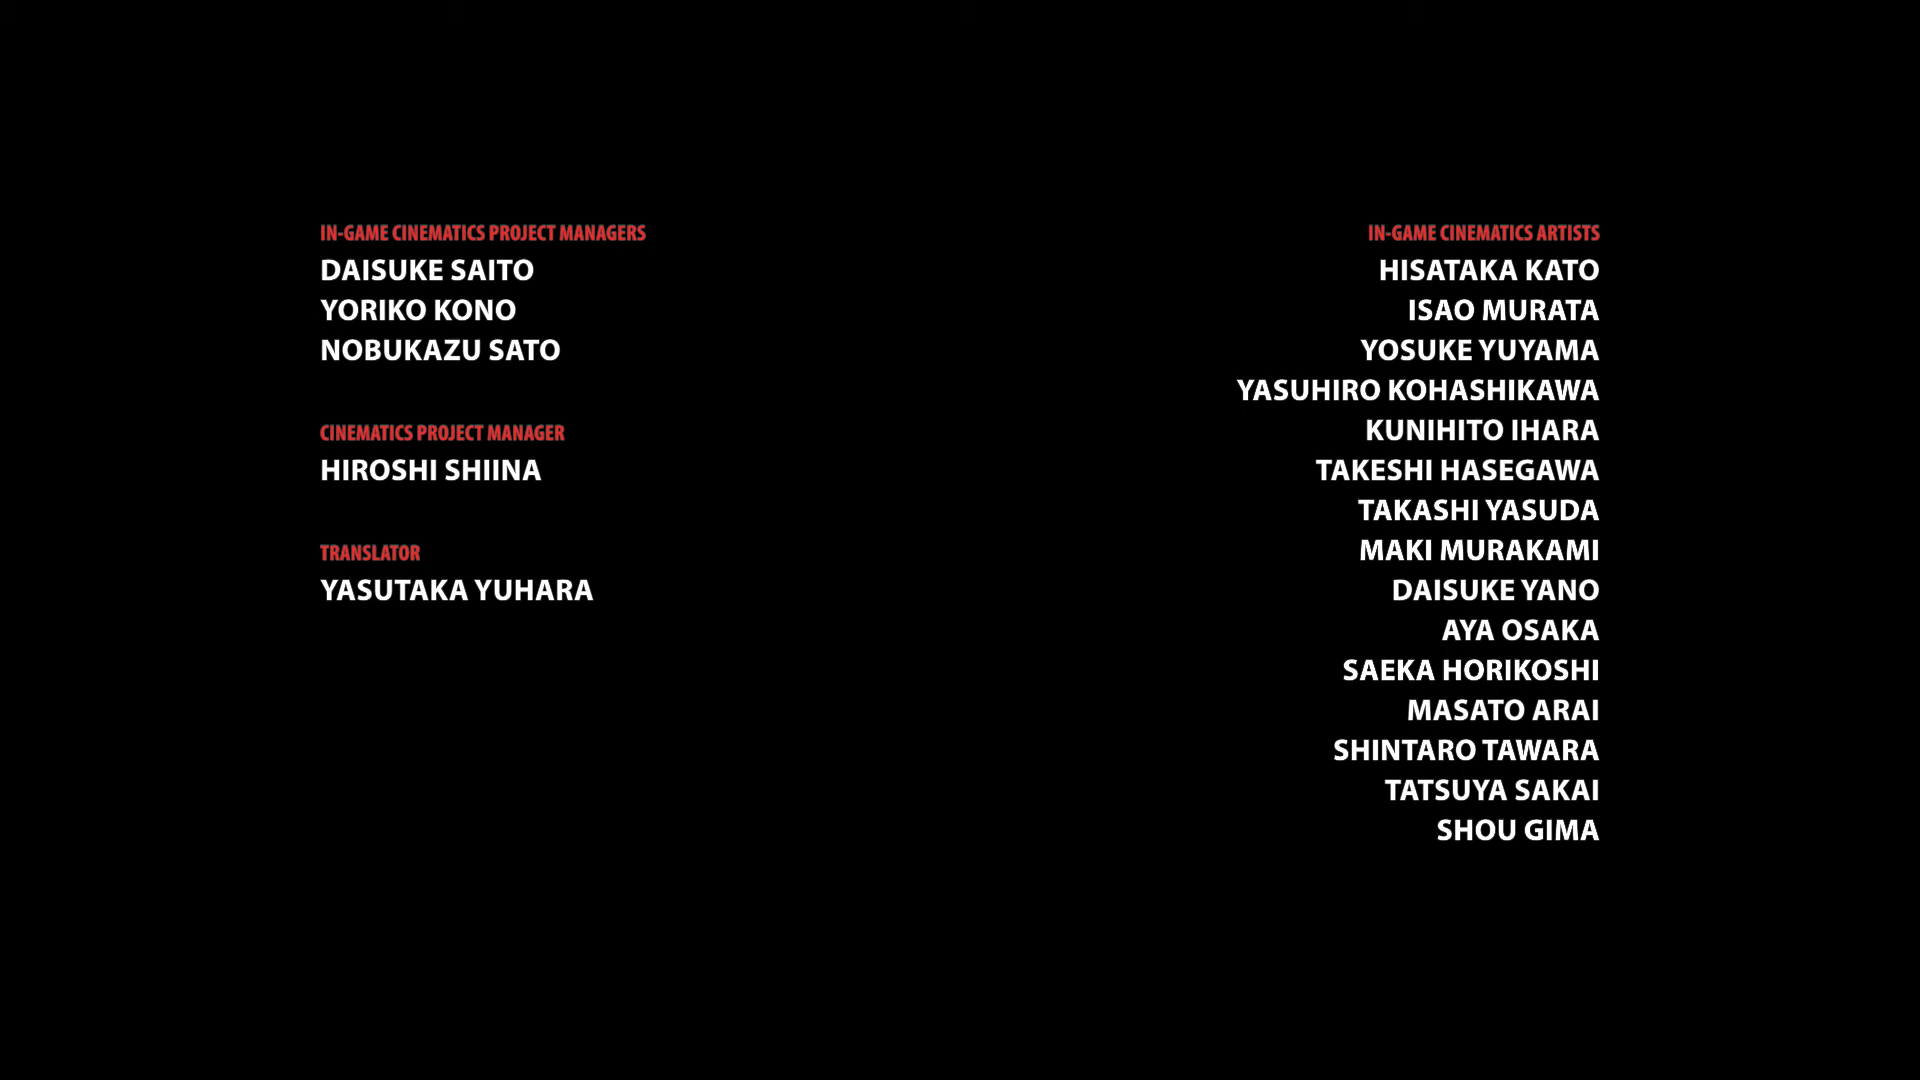 IN-GAME CINEMATICS PROJECT MANAGERS
DAISUKE SAITO
YORIKO KONO
NOBUKAZU SATO
CINEMATICS PROJECT MANAGER
HIROSHI SHIINA
TRANSLATOR
YASUTAKA YUHARA
IN-GAME CINEMATICS ARTISTS
HISATAKA KATO
ISAO MURATA
YOSUKE YUYAMA
YASUHIRO KOHASHIKAWA
KUNIHITO IHARA
TAKESHI HASEGAWA
TAKASHI YASUDA
MAKI MURAKAMI
DAISUKE YANO
AYA OSAKA
SAEKA HORIKOSHI
MASATO ARAI
SHINTARO TAWARA
TATSUYA SAKAI
SHOU GIMA